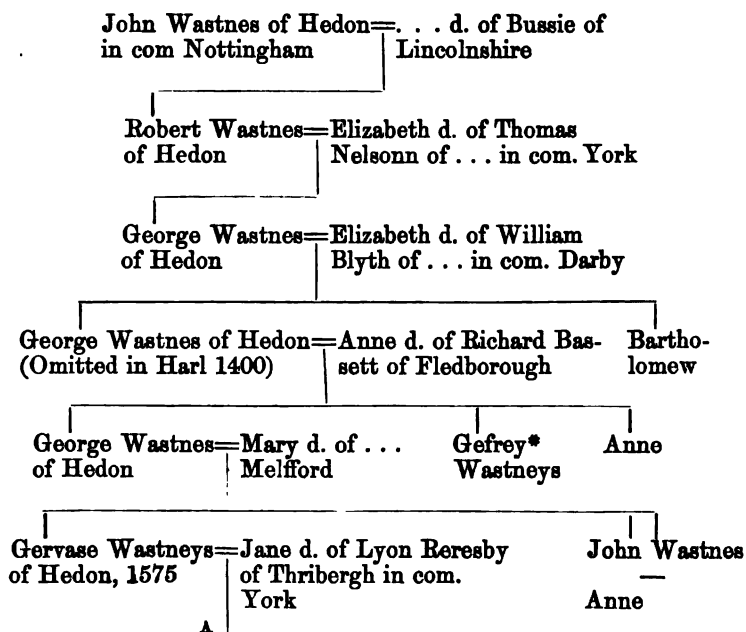 John Wastnes of Hedon=. . . d. of Bussie of
in com Nottingham Lincolnshire
Robert Wastnes=Elizabeth d. of Thomas
of Hedon Nelsonn of . . . in com. York
George Wastnes=Elizabeth d. of William
of Hedon Blyth of . . . in com. Darby
George Wastnes of Hedon=Anne d. of Richard Bas- Bartho-
(Omitted in Harl 1400) sett of Fledborough lomew
George Wastnes=Mary d. of . . . Gefrey* Anne
of Hedon Melfford Wastneys
Gervase Wastneys=Jane d. of Lyon Reresby John Wastnes
of Hedon, 1575 of Thribergh in com. —
York Anne
A